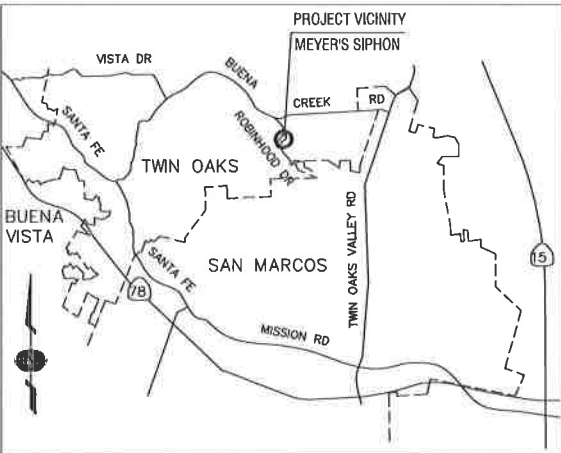 PROJECT VICINITY
MEYER'S SIPHON
VISTA DR
BUENA
CREEK
RD
SANTA FE
ROBINHOOD DR
TWIN OAKS
BUENA
VISTA
SANTA FE
SAN MARCOS
TWIN OAKS VALLEY RD
15
78
MISSION RD